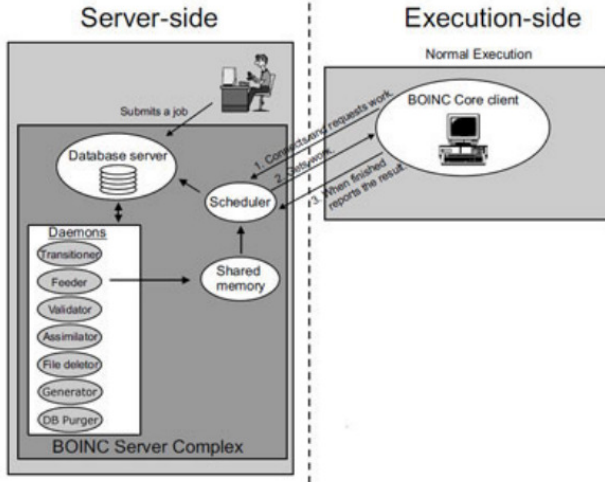 Server-side
Execution-side
Normal Execution
Submits a job
BOINC Core client
1. Connects and requests work.
2. Gets work.
3. When finished
reports the result.
Database server
Scheduler
Daemons
Transitioner
Feeder
Validator
Assimilator
File deletor
Generator
DB Purger
Shared
memory
BOINC Server Complex